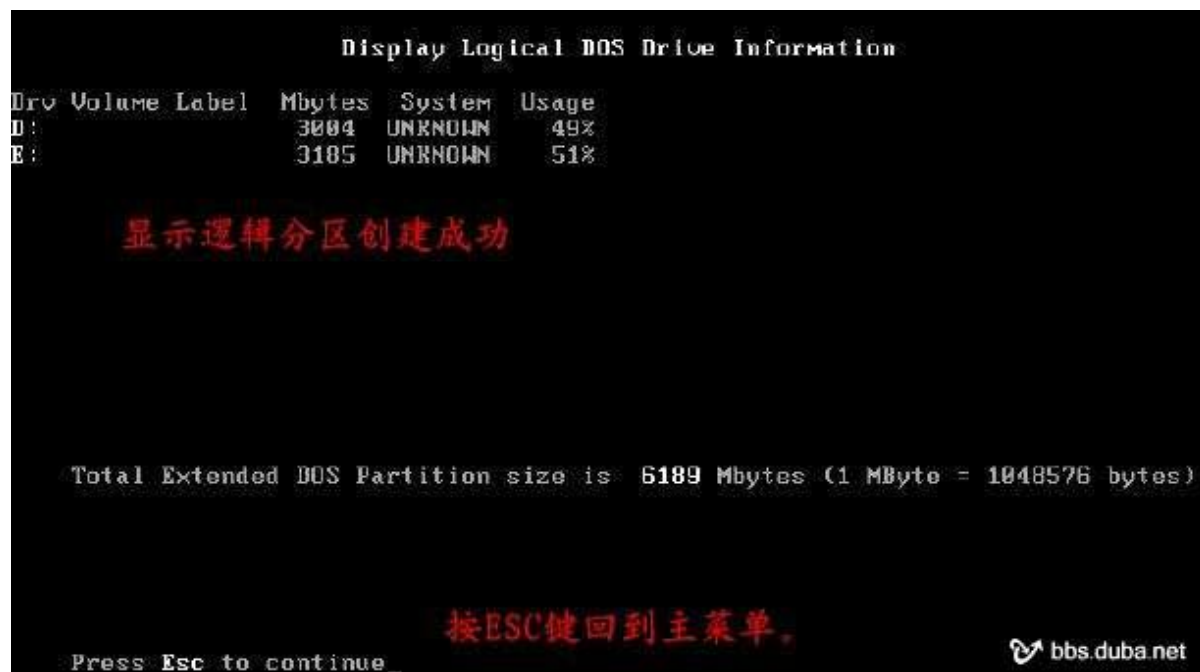 Display Logical DOS Drive Information
Drv Volume Label Mbytes System Usage
D: 3004 UNKNOWN 49%
E: 3185 UNKNOWN 51%
显示逻辑分区创建成功
Total Extended DOS Partition size is 6189 Mbytes (1 MByte = 1048576 bytes)
按ESC键回到主菜单。
Press Esc to continue_
bbs.duba.net